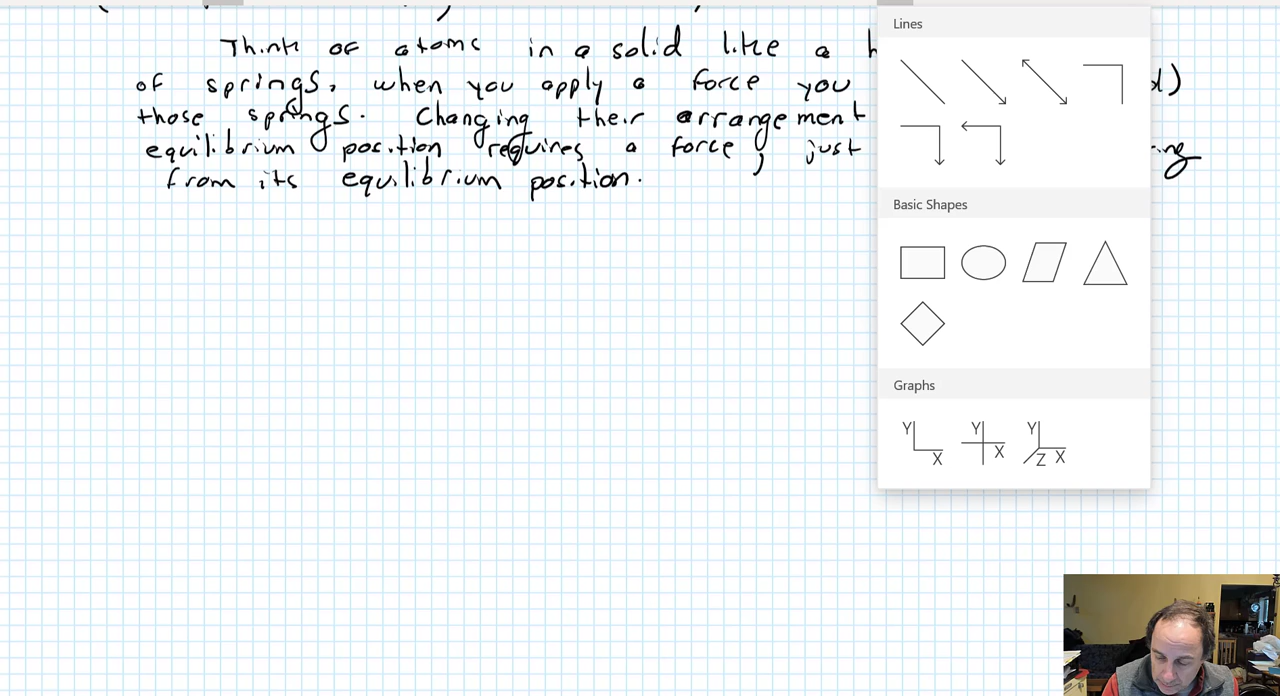 Think of atoms in a solid like a
of springs, when you apply a force you
those springs. Changing their arrangement
equilibrium position requires a force, just
from its equilibrium position.
Lines
Basic Shapes
Graphs
Y X
Y X
Y Z X